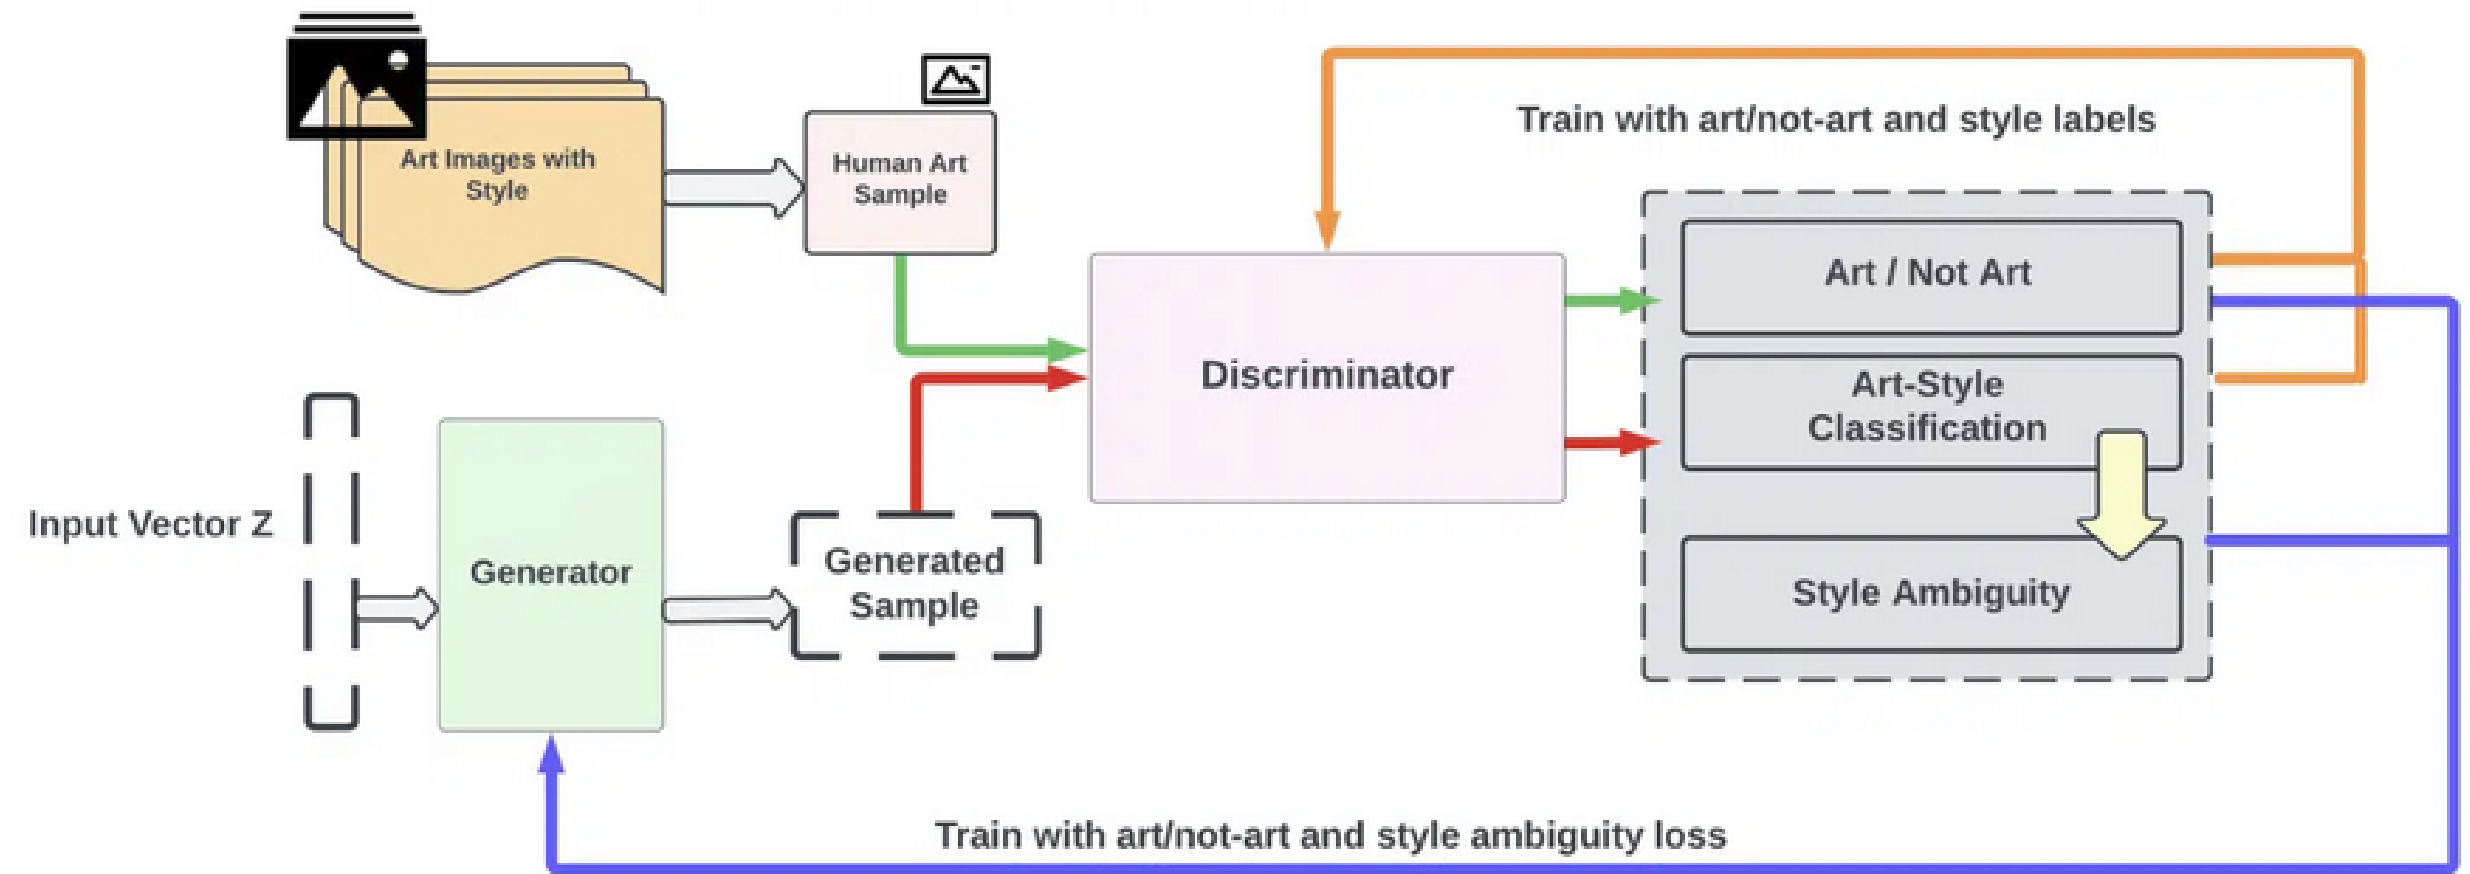 Train with art/not-art and style labels
Art Images with
Style
Human Art
Sample
Art / Not Art
Discriminator
Art-Style
Classification
Input Vector Z
Generator
Generated
Sample
Style Ambiguity
Train with art/not-art and style ambiguity loss